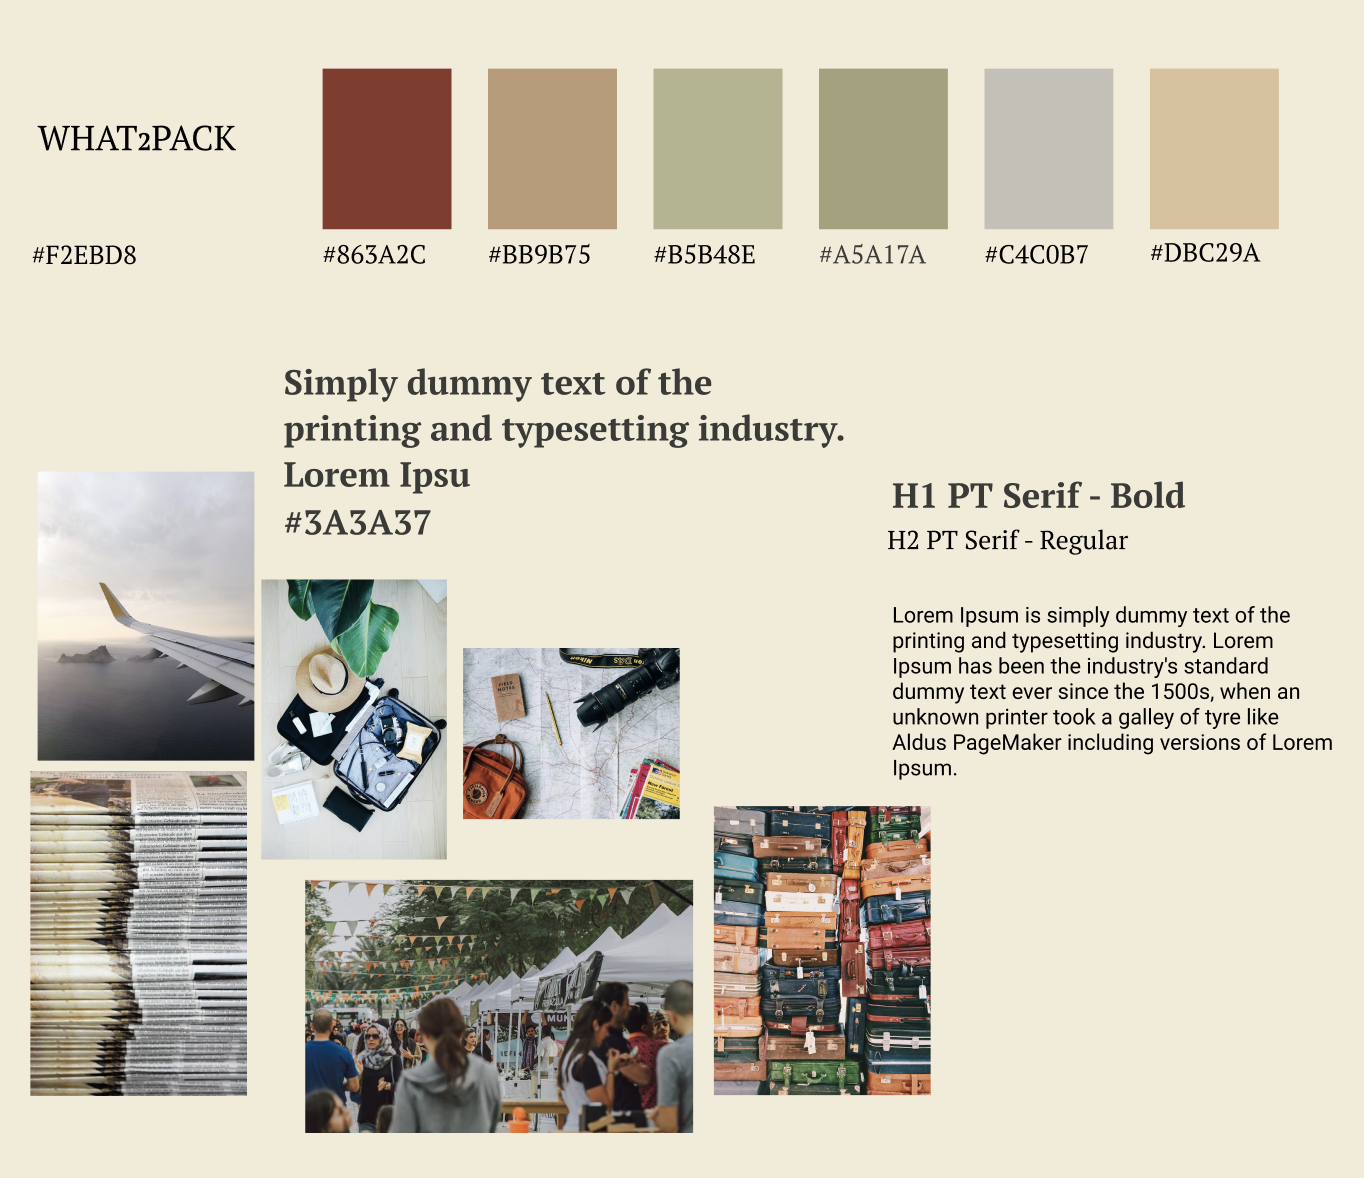 WHAT2PACK
#F2EBD8
#863A2C
#BB9B75
#B5B48E
#A5A17A
#C4C0B7
#DBC29A
Simply dummy text of the
printing and typesetting industry.
Lorem Ipsu
#3A3A37
H1 PT Serif - Bold
H2 PT Serif - Regular
Lorem Ipsum is simply dummy text of the
printing and typesetting industry. Lorem
Ipsum has been the industry's standard
dummy text ever since the 1500s, when an
unknown printer took a galley of tyre like
Aldus PageMaker including versions of Lorem
Ipsum.
FIELD
NOTES
Nikon